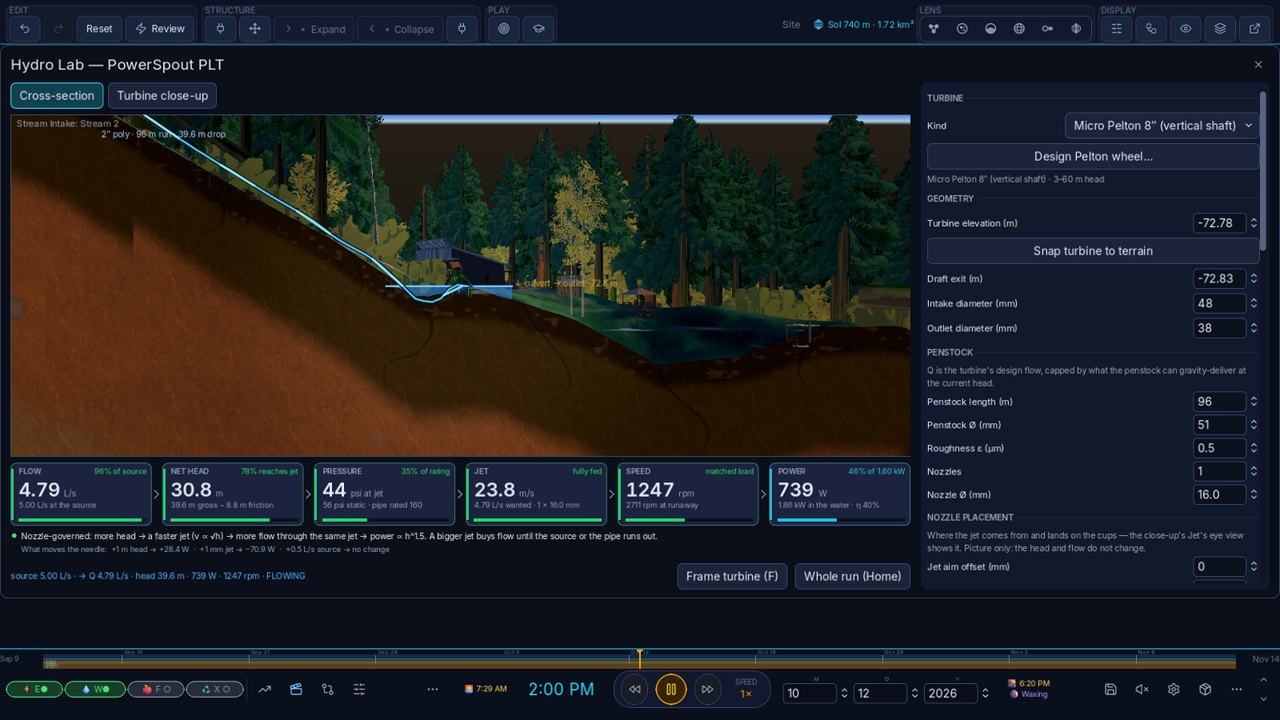 EDIT
STRUCTURE
PLAY
LENS
DISPLAY
Reset
Review
Expand
Collapse
Site
Sol 740 m · 1.72 km²
Hydro Lab — PowerSpout PLT
Cross-section
Turbine close-up
Stream Intake: Stream 2
2" poly · 96 m run · 39.6 m drop
culvert → outlet -72.8 m
FLOW
96% of source
4.79 L/s
5.00 L/s at the source
NET HEAD
78% reaches jet
30.8 m
39.6 m gross − 8.8 m friction
PRESSURE
35% of rating
44 psi at jet
56 psi static · pipe rated 160
JET
fully fed
23.8 m/s
4.79 L/s wanted · 1 × 16.0 mm
SPEED
matched load
1247 rpm
2711 rpm at runaway
POWER
46% of 1.60 kW
739 W
1.86 kW in the water · η 40%
Nozzle-governed: more head → a faster jet (v ∝ √h) → more flow through the same jet → power ∝ h^1.5. A bigger jet buys flow until the source or the pipe runs out.
What moves the needle: +1 m head → +28.4 W · +1 mm jet → −70.9 W · +0.5 L/s source → no change
source 5.00 L/s · → Q 4.79 L/s · head 39.6 m · 739 W · 1247 rpm · FLOWING
Frame turbine (F)
Whole run (Home)
TURBINE
Kind
Micro Pelton 8″ (vertical shaft)
Design Pelton wheel…
Micro Pelton 8″ (vertical shaft) · 3–60 m head
GEOMETRY
Turbine elevation (m)
-72.78
Snap turbine to terrain
Draft exit (m)
-72.83
Intake diameter (mm)
48
Outlet diameter (mm)
38
PENSTOCK
Q is the turbine's design flow, capped by what the penstock can gravity-deliver at
the current head.
Penstock length (m)
96
Penstock Ø (mm)
51
Roughness ε (µm)
0.5
Nozzles
1
Nozzle Ø (mm)
16.0
NOZZLE PLACEMENT
Where the jet comes from and lands on the cups — the close-up's Jet's eye view
shows it. Picture only: the head and flow do not change.
Jet aim offset (mm)
0
Sep 9
Sep 14
Sep 21
Sep 28
Oct 5
Oct 19
Oct 26
Nov 2
Nov 9
Nov 14
E
W
F
X
7:29 AM
2:00 PM
SPEED
1×
M
D
Y
10
12
2026
6:20 PM
Waxing